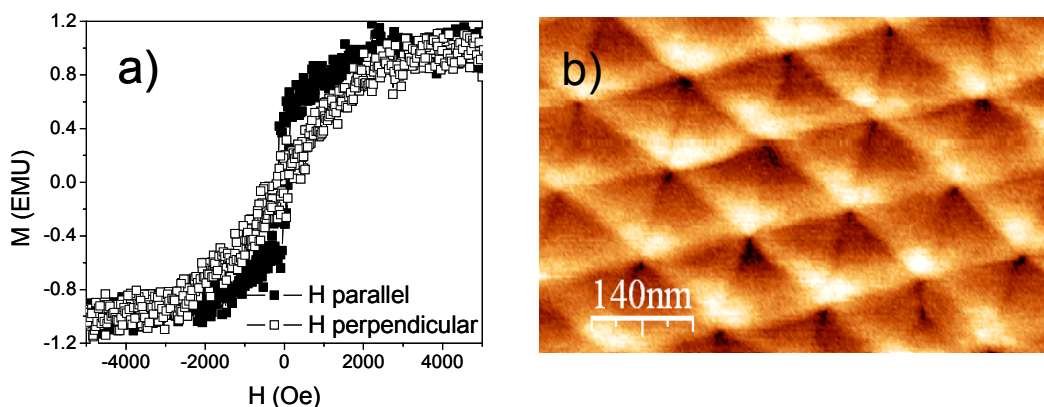 a)
1.2
0.8
0.4
0.0
-0.4
-0.8
-1.2
M (EMU)
H parallel
H perpendicular
-4000 -2000 0 2000 4000
H (Oe)
b)
140nm